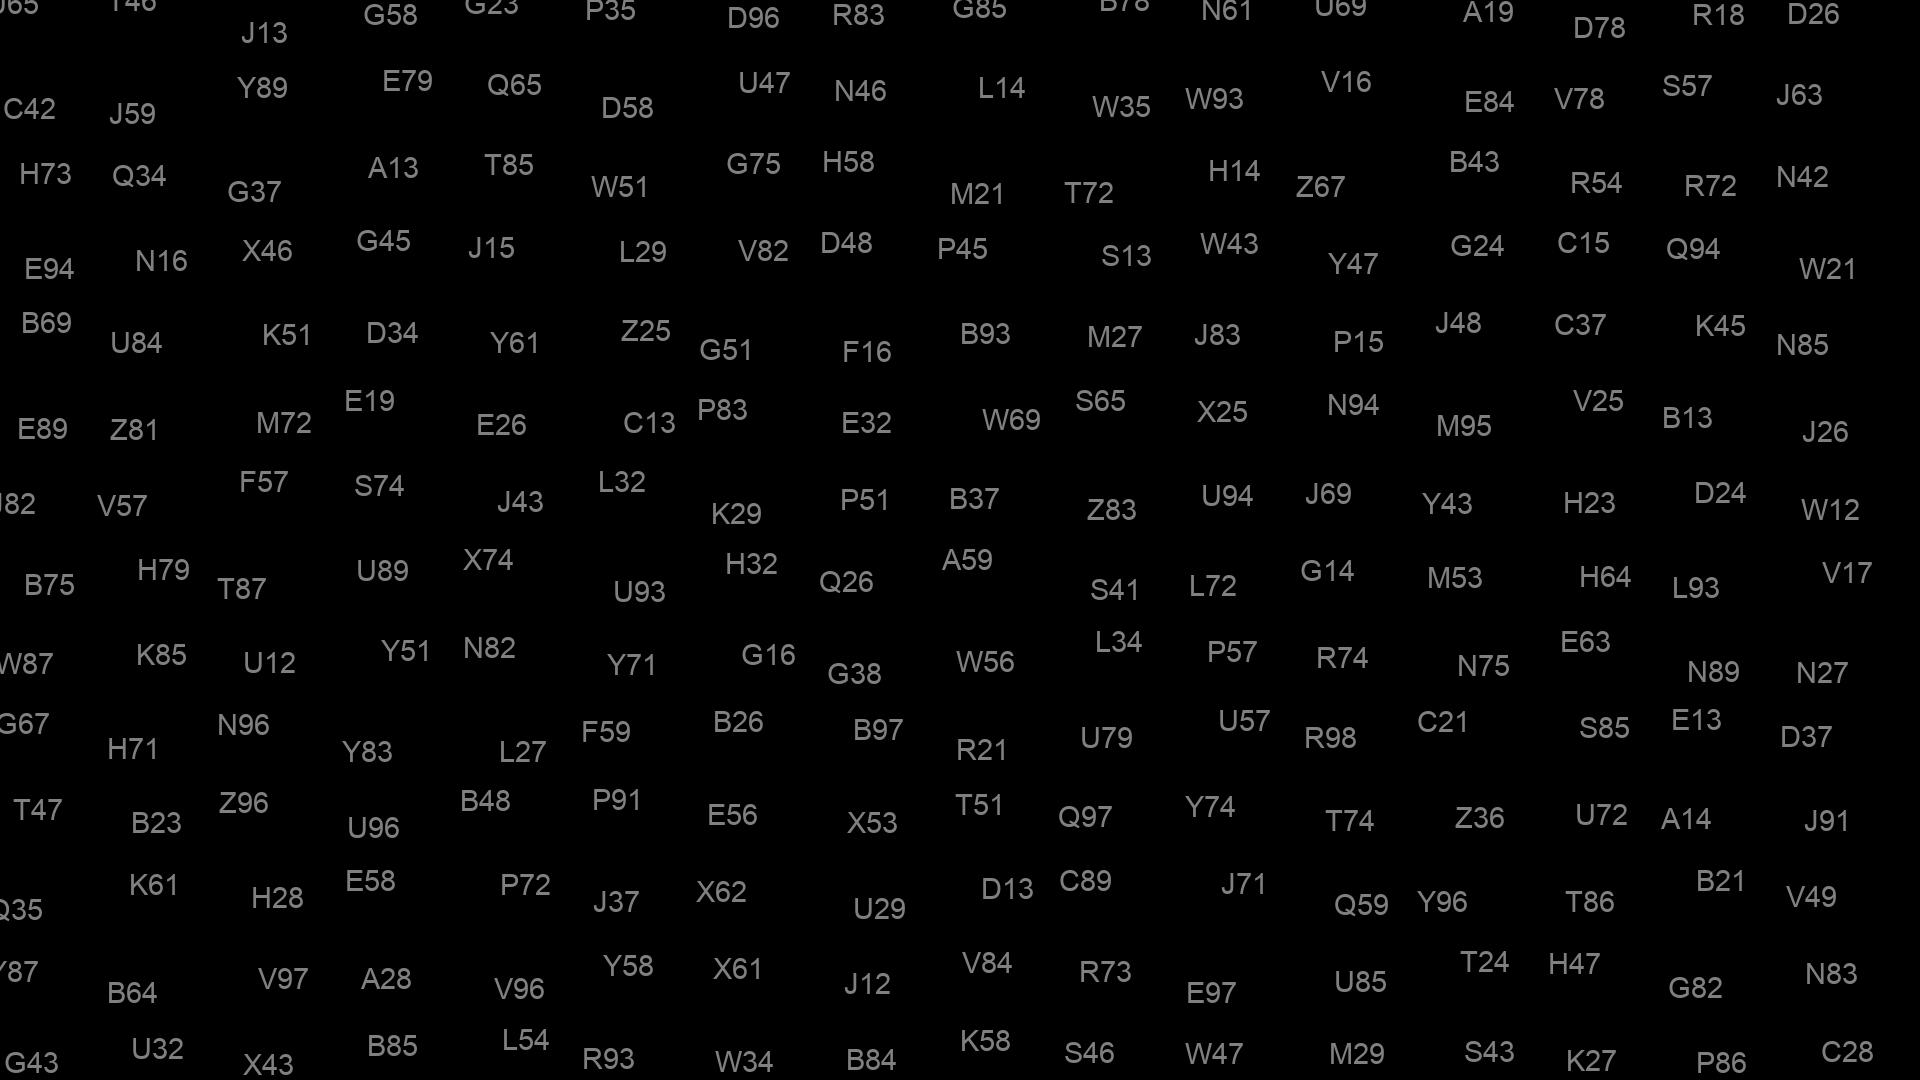 G58 G23 P35 D96 R83 G85 B78 N61 U69 A19 D78 R18 D26
J13
C42 J59 Y89 E79 Q65 D58 U47 N46 L14 W35 W93 V16 E84 V78 S57 J63
H73 Q34 G37 A13 T85 W51 G75 H58 M21 T72 H14 Z67 B43 R54 R72 N42
E94 N16 X46 G45 J15 L29 V82 D48 P45 S13 W43 Y47 G24 C15 Q94 W21
B69 U84 K51 D34 Y61 Z25 G51 F16 B93 M27 J83 P15 J48 C37 K45 N85
E89 Z81 M72 E19 E26 C13 P83 E32 W69 S65 X25 N94 M95 V25 B13 J26
V57 F57 S74 J43 L32 K29 P51 B37 Z83 U94 J69 Y43 H23 D24 W12
B75 H79 T87 U89 X74 U93 H32 Q26 A59 S41 L72 G14 M53 H64 L93 V17
W87 K85 U12 Y51 N82 Y71 G16 G38 W56 L34 P57 R74 N75 E63 N89 N27
G67 H71 N96 Y83 L27 F59 B26 B97 R21 U79 U57 R98 C21 S85 E13 D37
T47 B23 Z96 U96 B48 P91 E56 X53 T51 Q97 Y74 T74 Z36 U72 A14 J91
Q35 K61 H28 E58 P72 J37 X62 U29 D13 C89 J71 Q59 Y96 T86 B21 V49
Y87 B64 V97 A28 V96 Y58 X61 J12 V84 R73 E97 U85 T24 H47 G82 N83
G43 U32 X43 B85 L54 R93 W34 B84 K58 S46 W47 M29 S43 K27 P86 C28